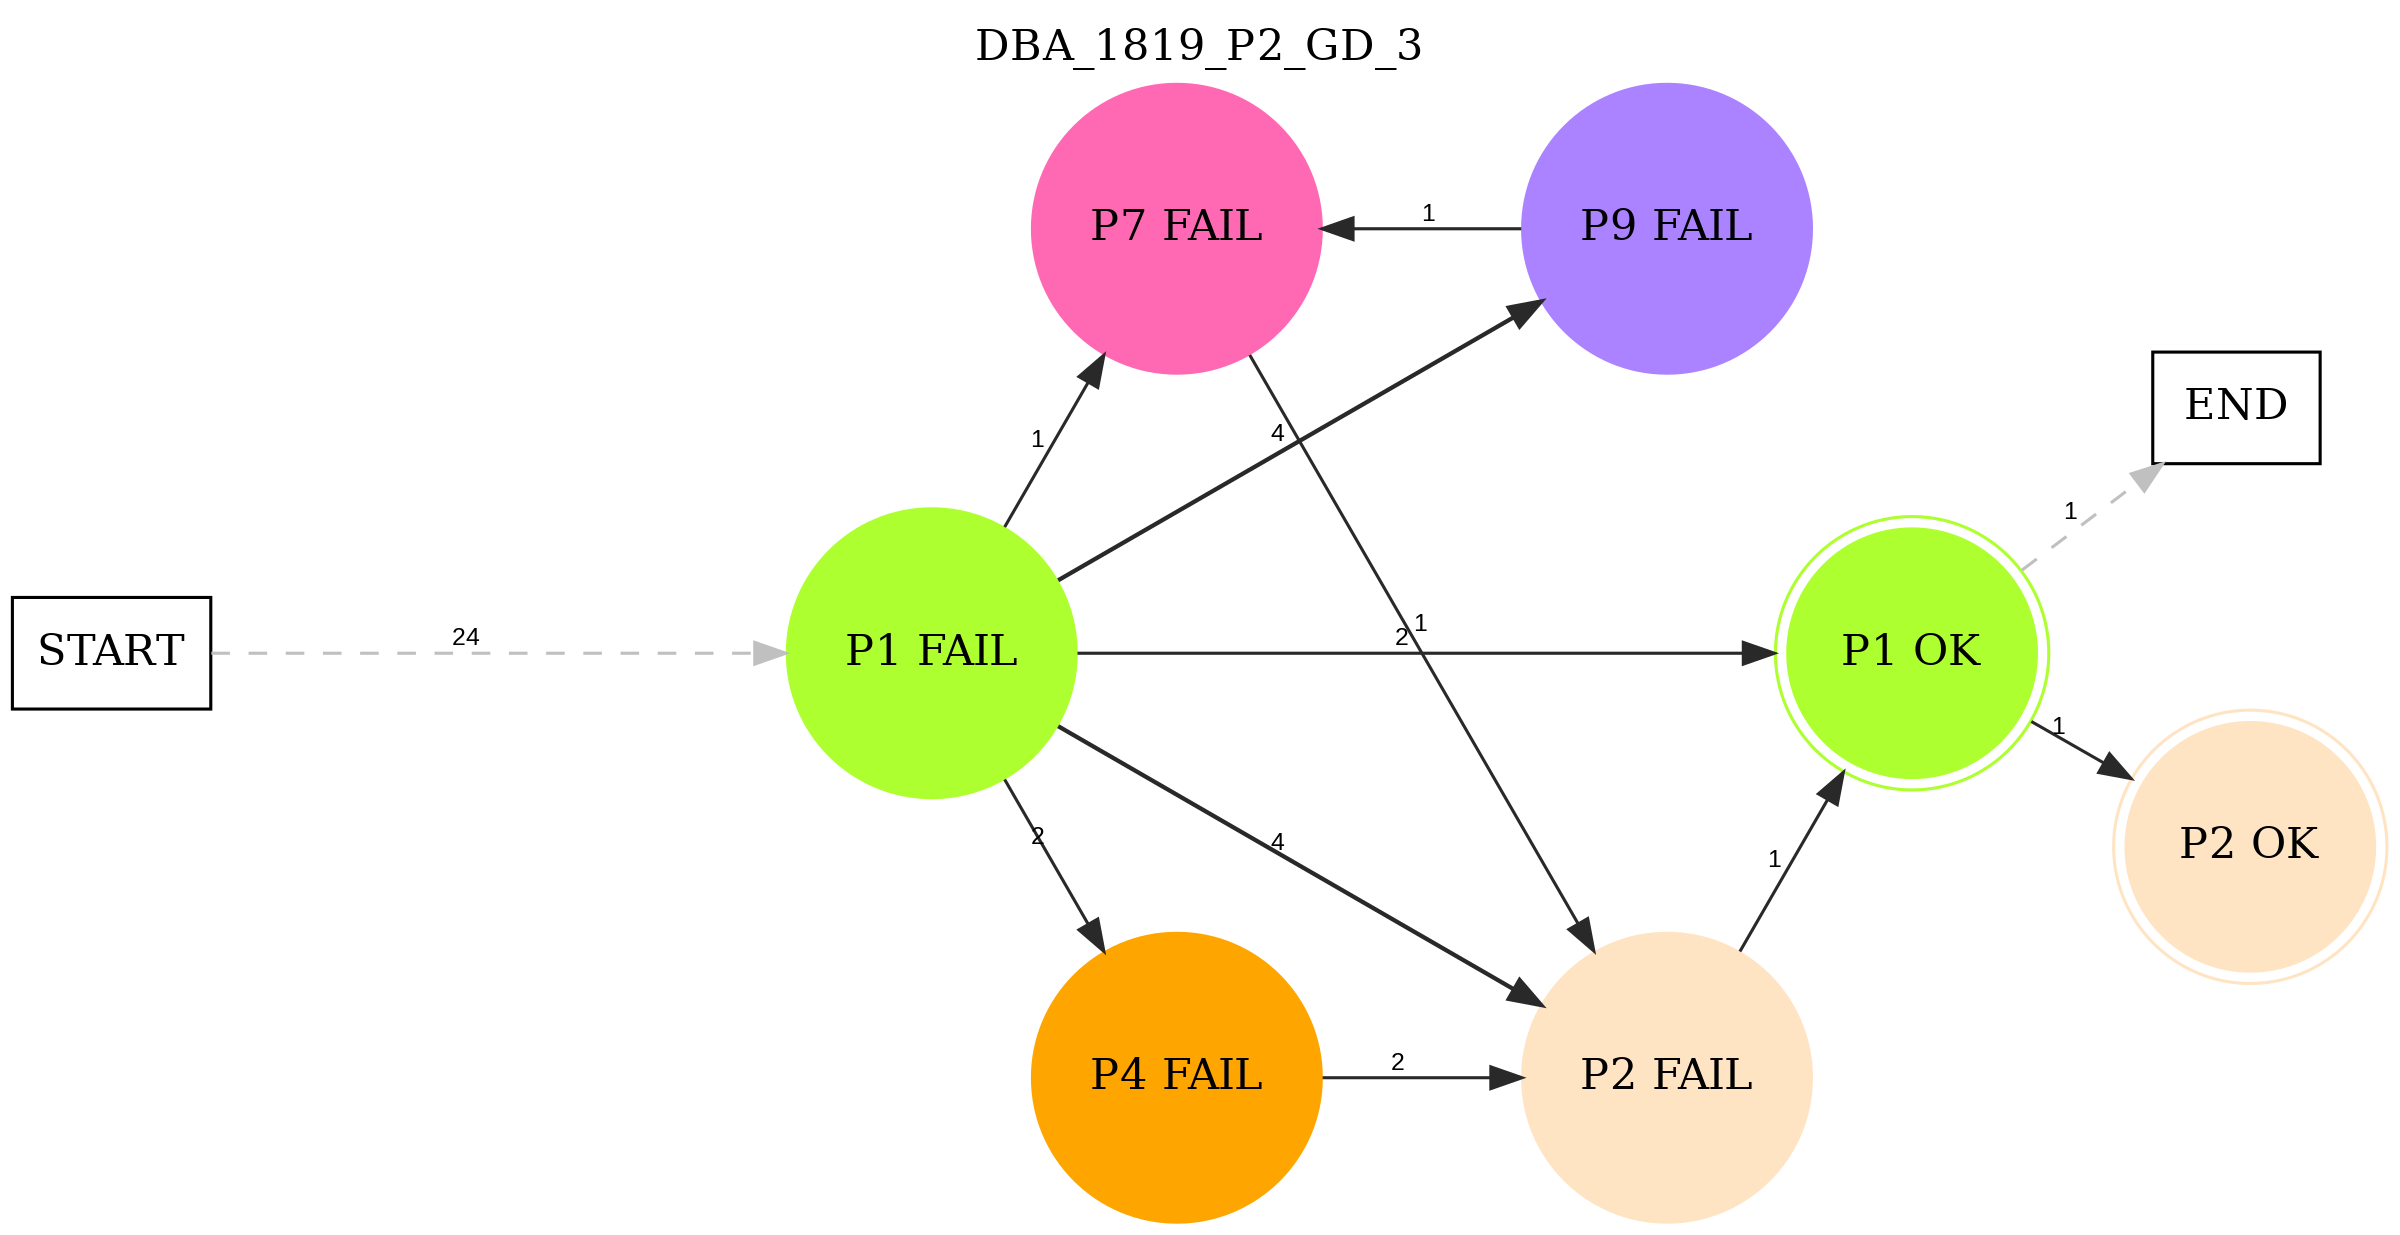 DBA_1819_P2_GD_3
P7 FAIL
1
P9 FAIL
END
1
4
1
START
24
P1 FAIL
2
1
P1 OK
1
2
4
1
P2 OK
P4 FAIL
2
P2 FAIL